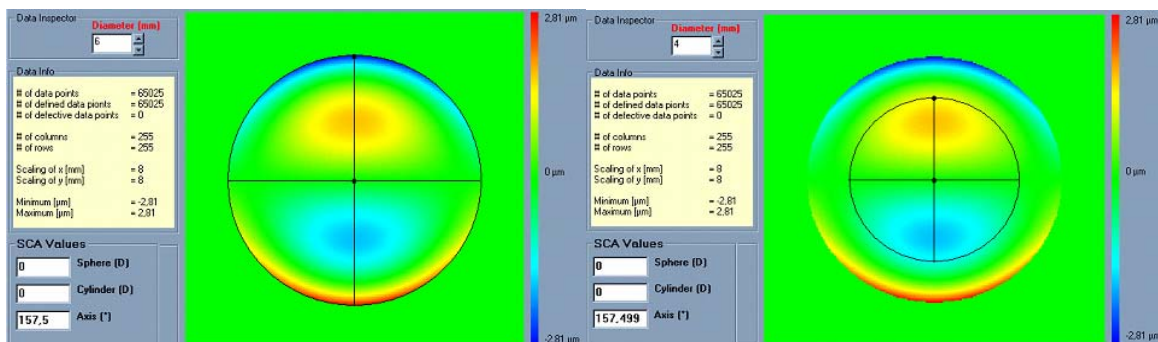 Data Inspector
Diameter (mm)
6
Data Info
# of data points = 65025
# of defined data pionts = 65025
# of defective data points = 0
# of columns = 255
# of rows = 255
Scaling of x [mm] = 8
Scaling of y [mm] = 8
Minimum [µm] = -2,81
Maximum [µm] = 2,81
SCA Values
0 Sphere (D)
0 Cylinder (D)
157,5 Axis (°)
2,81 µm
0 µm
-2,81 µm
Data Inspector
Diameter (mm)
4
Data Info
# of data points = 65025
# of defined data pionts = 65025
# of defective data points = 0
# of columns = 255
# of rows = 255
Scaling of x [mm] = 8
Scaling of y [mm] = 8
Minimum [µm] = -2,81
Maximum [µm] = 2,81
SCA Values
0 Sphere (D)
0 Cylinder (D)
157,499 Axis (°)
2,81 µm
0 µm
-2,81 µm